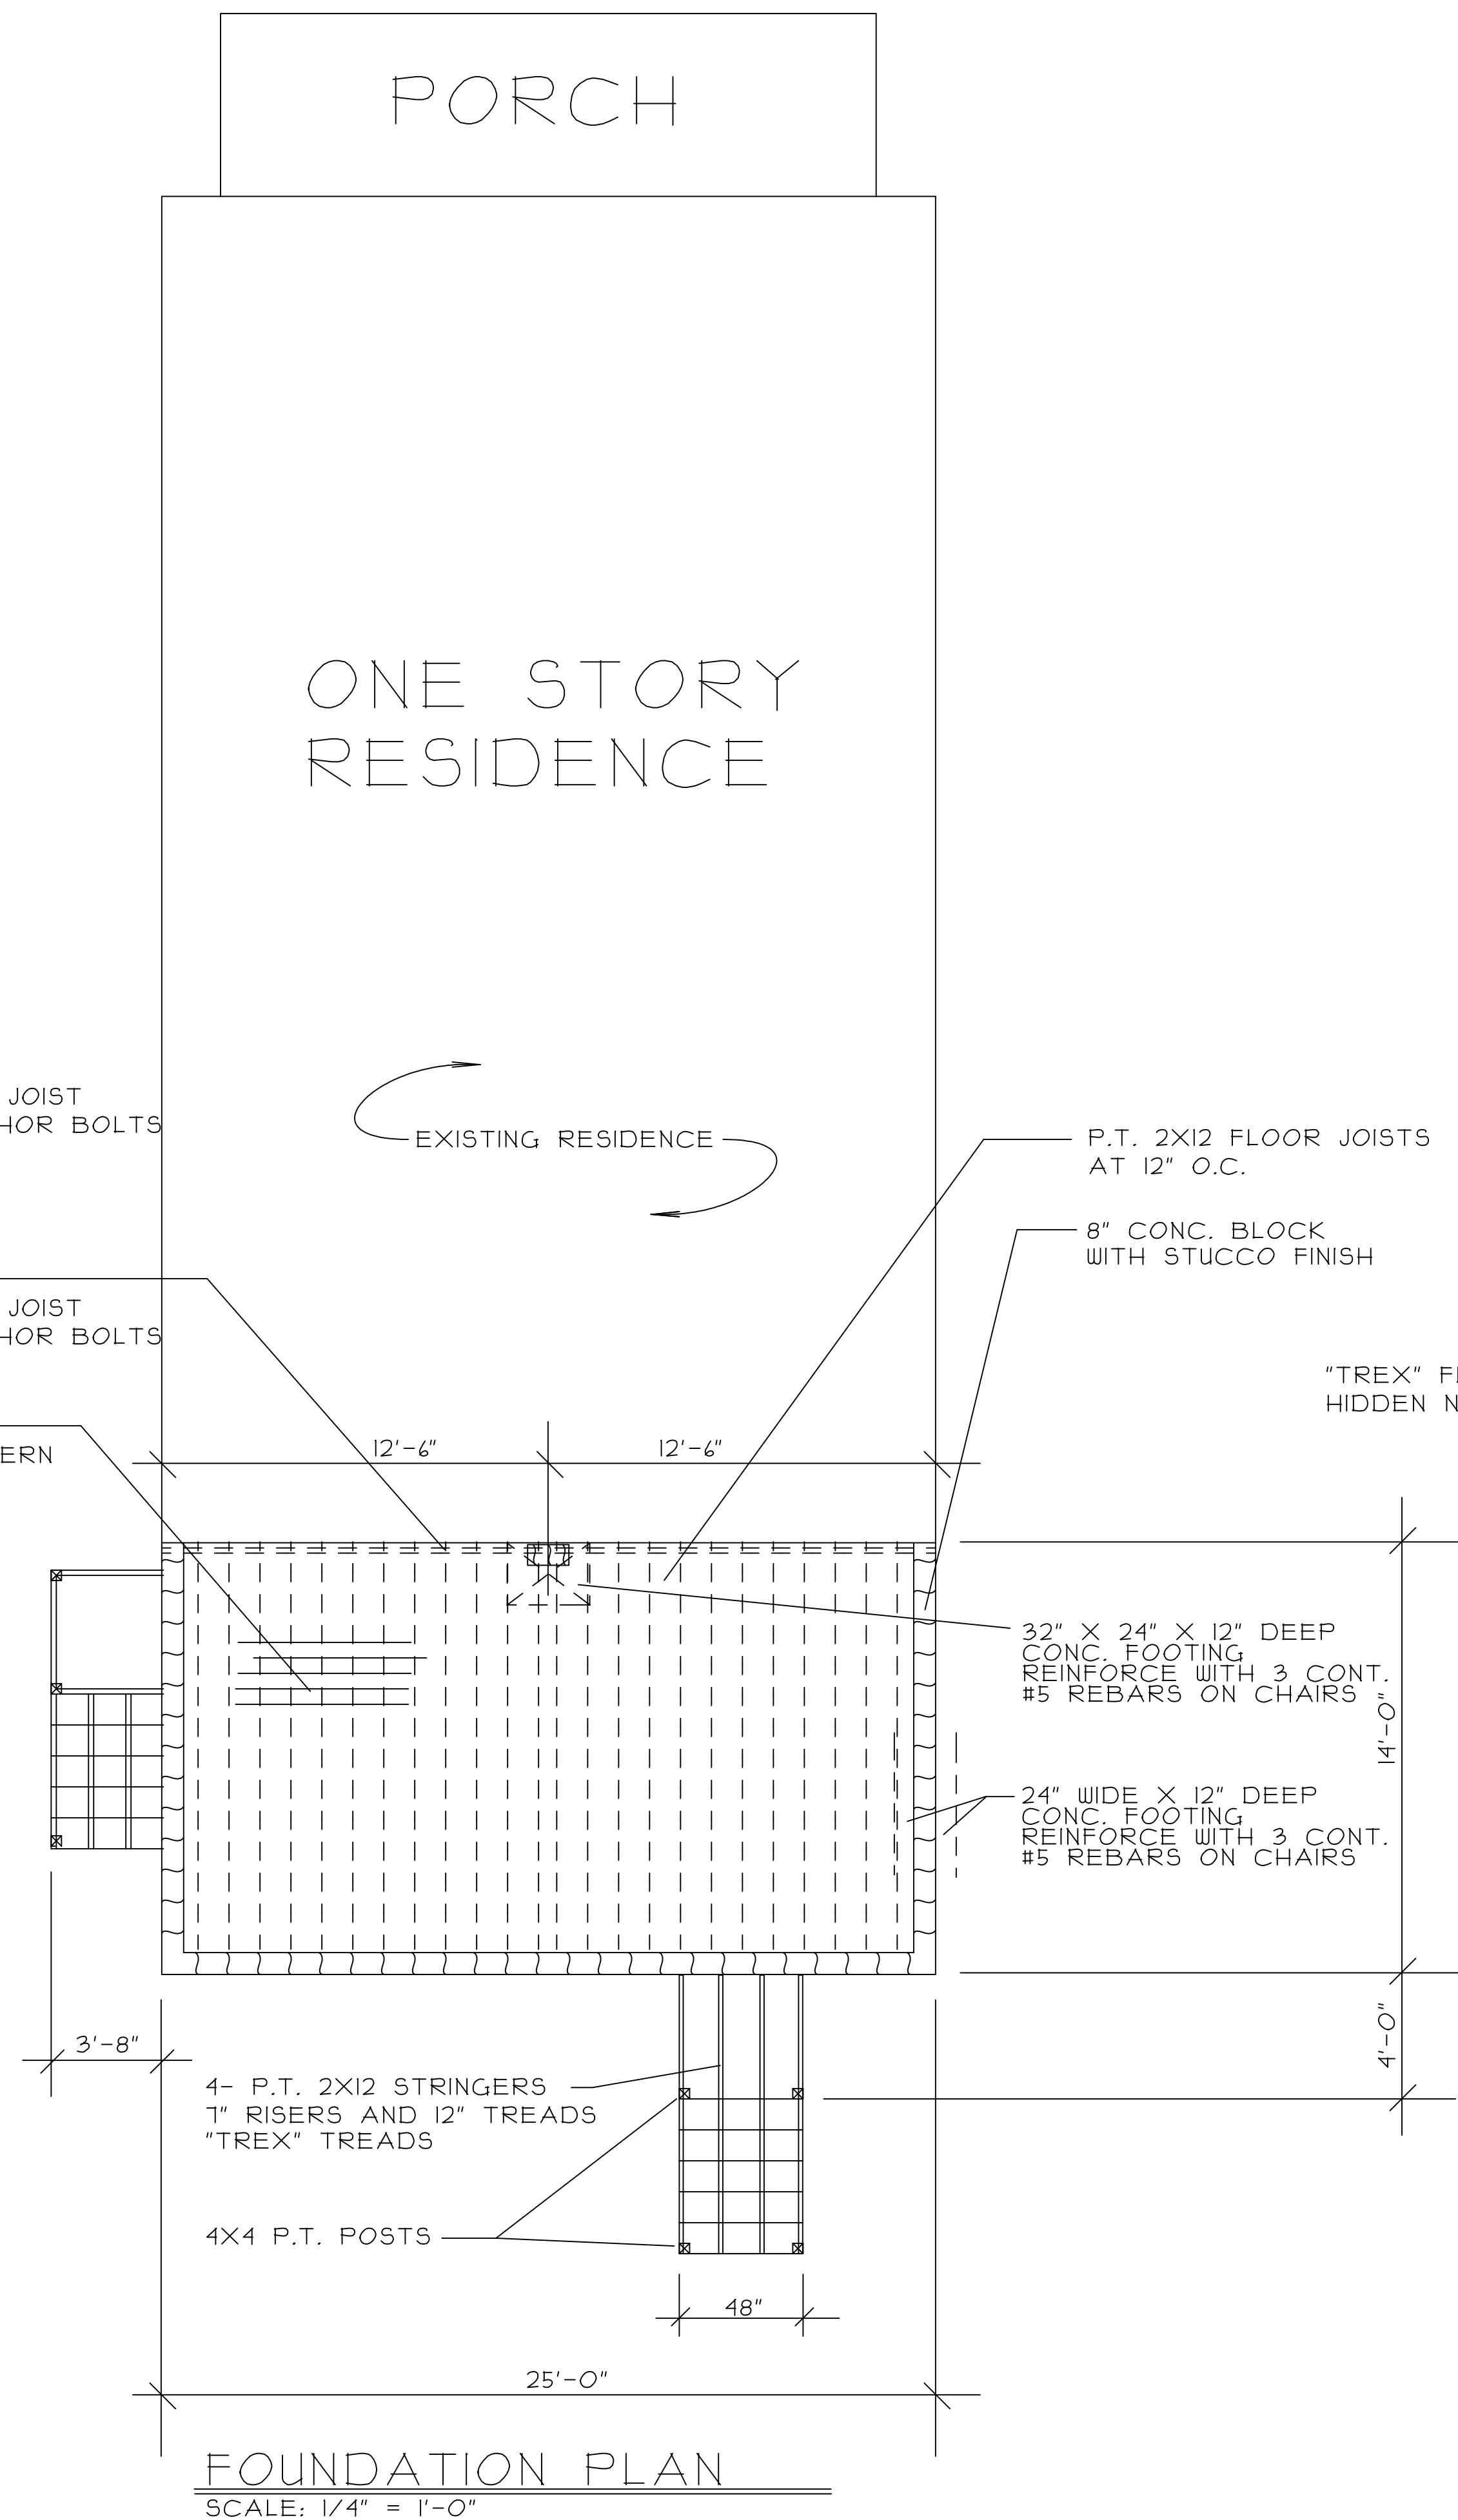 PORCH
ONE STORY
RESIDENCE
JOIST
HOR BOLTS
EXISTING RESIDENCE
P.T. 2X12 FLOOR JOISTS
AT 12" O.C.
8" CONC. BLOCK
WITH STUCCO FINISH
JOIST
HOR BOLTS
"TREX" F
HIDDEN N
ERN
12'-6"
12'-6"
32" X 24" X 12" DEEP
CONC. FOOTING
REINFORCE WITH 3 CONT.
#5 REBARS ON CHAIRS
14'-0"
24" WIDE X 12" DEEP
CONC. FOOTING
REINFORCE WITH 3 CONT.
#5 REBARS ON CHAIRS
3'-8"
4'-0"
4- P.T. 2X12 STRINGERS
7" RISERS AND 12" TREADS
"TREX" TREADS
4X4 P.T. POSTS
48"
25'-0"
FOUNDATION PLAN
SCALE: 1/4" = 1'-0"